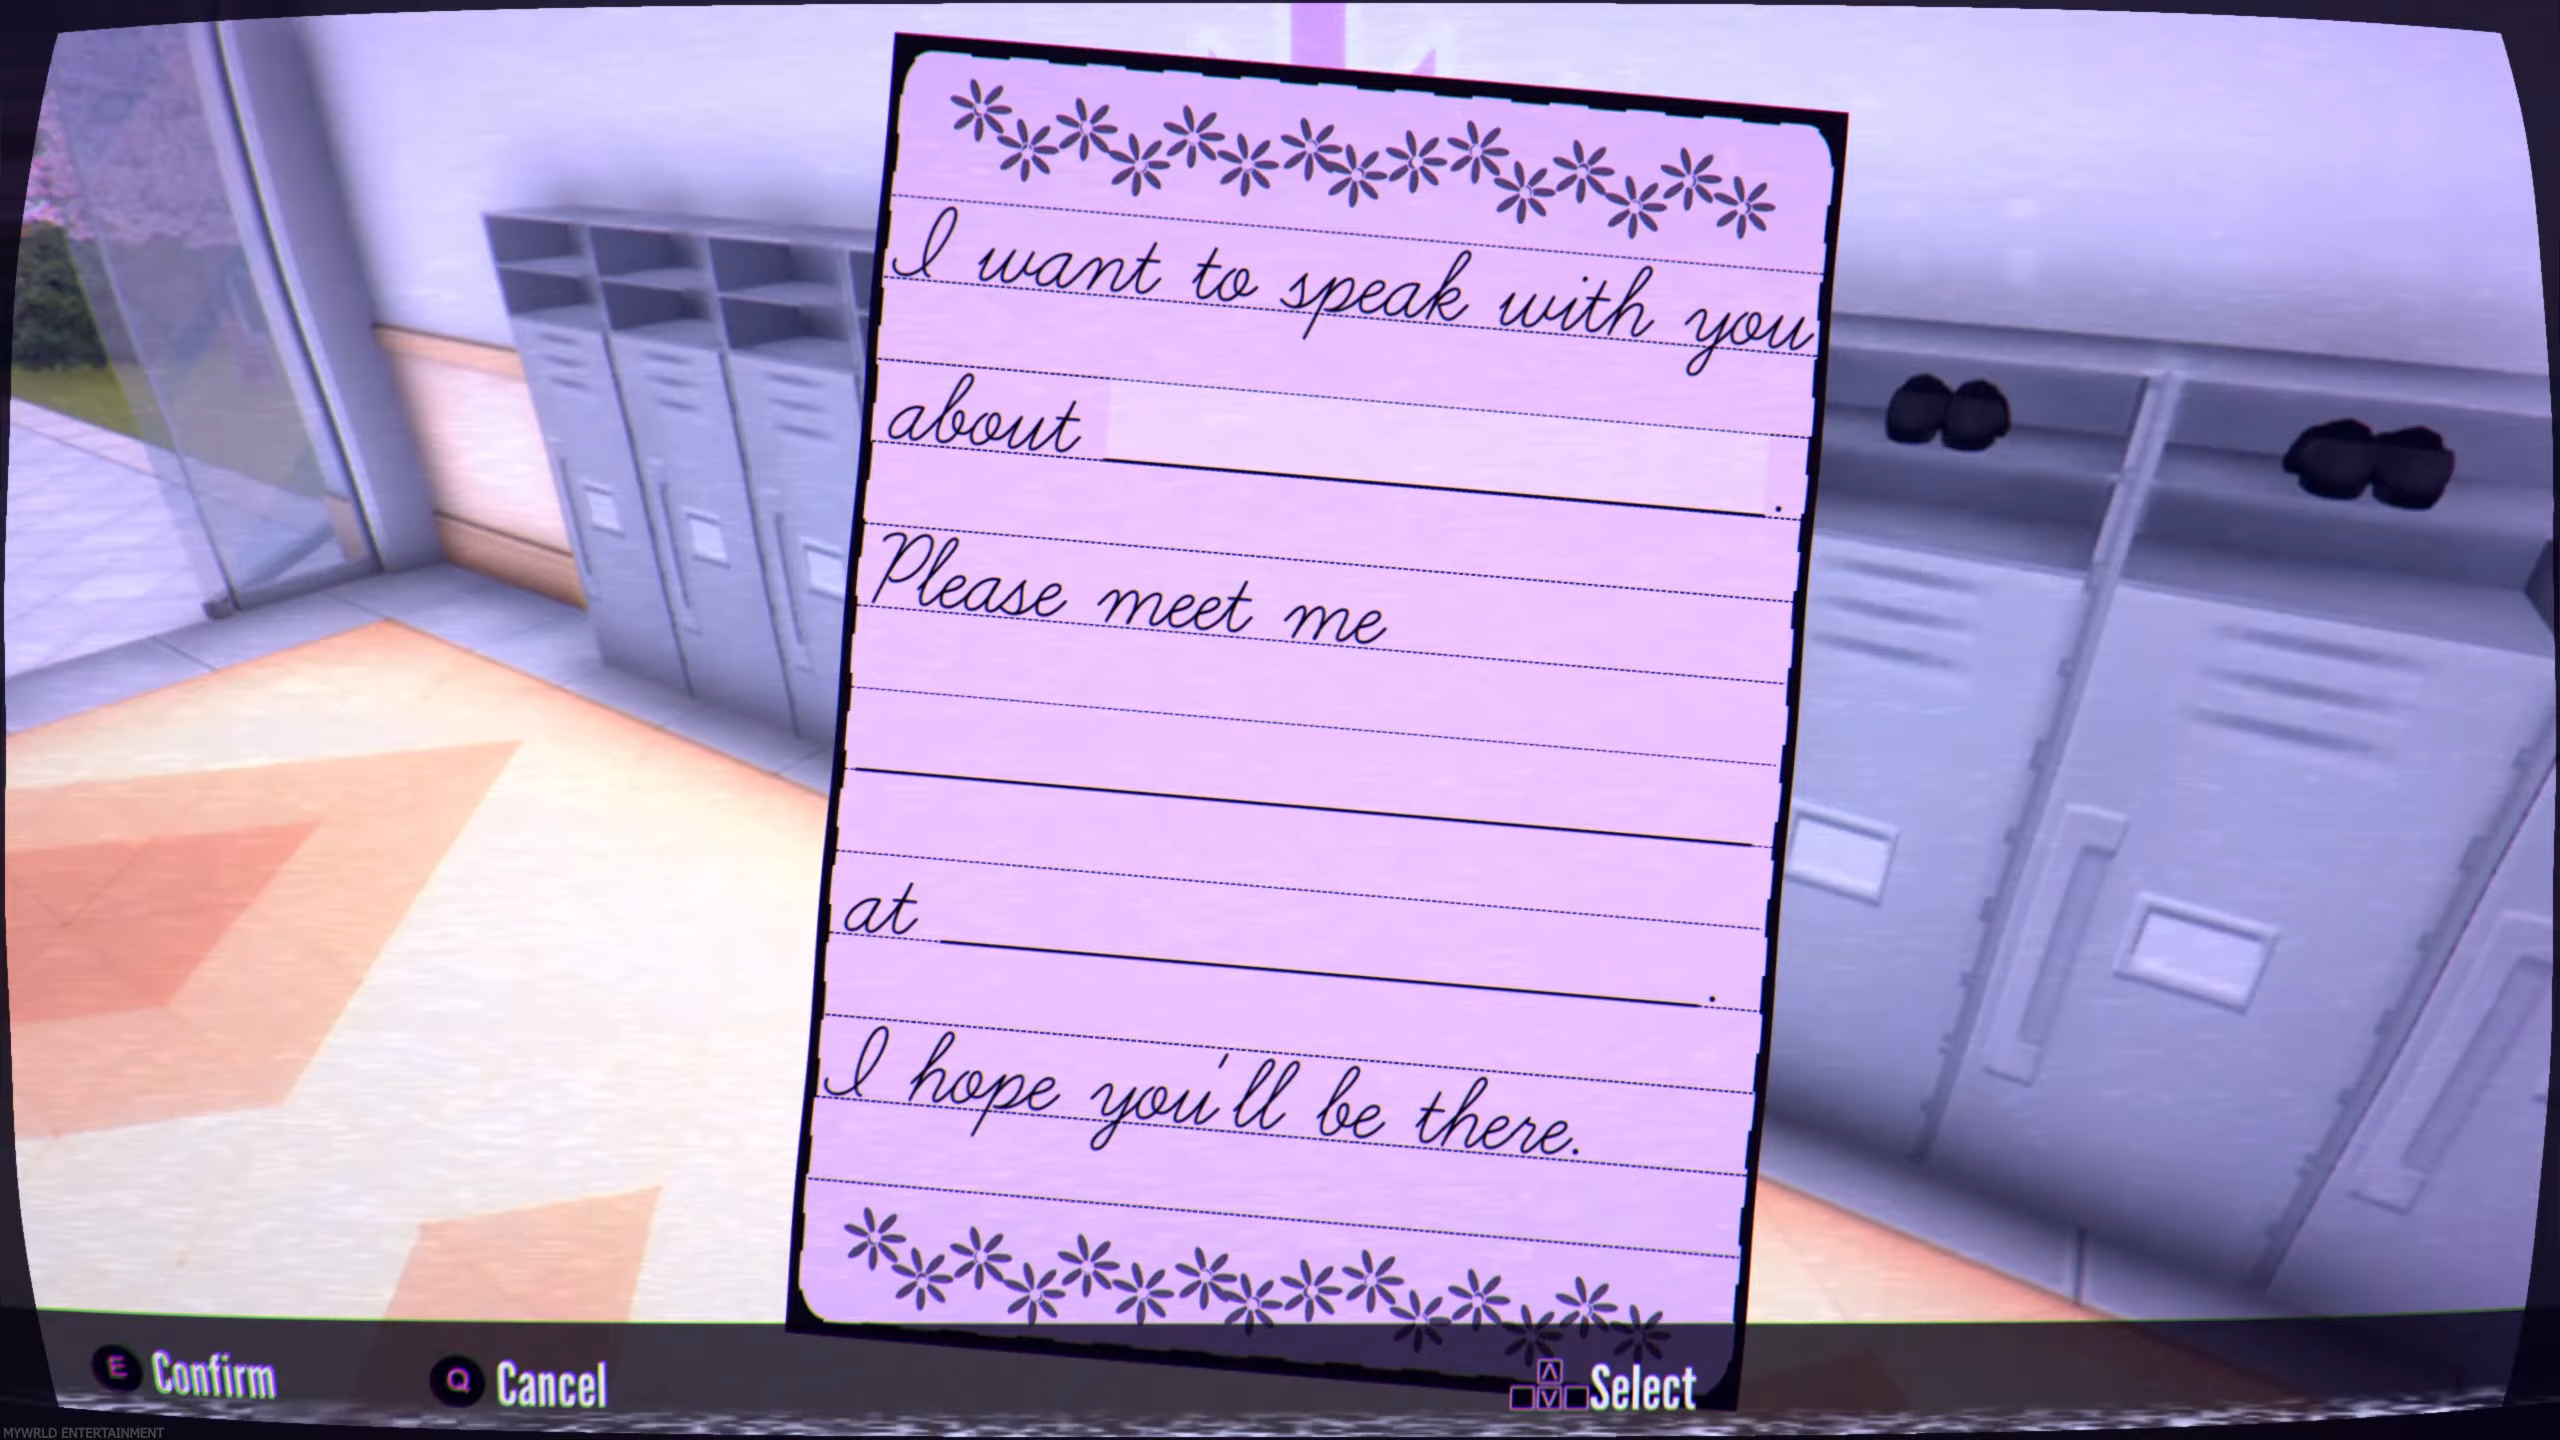 I want to speak with you
about .
Please meet me
at .
I hope you'll be there.
E Confirm
Q Cancel
Select
MYWRLD ENTERTAINMENT